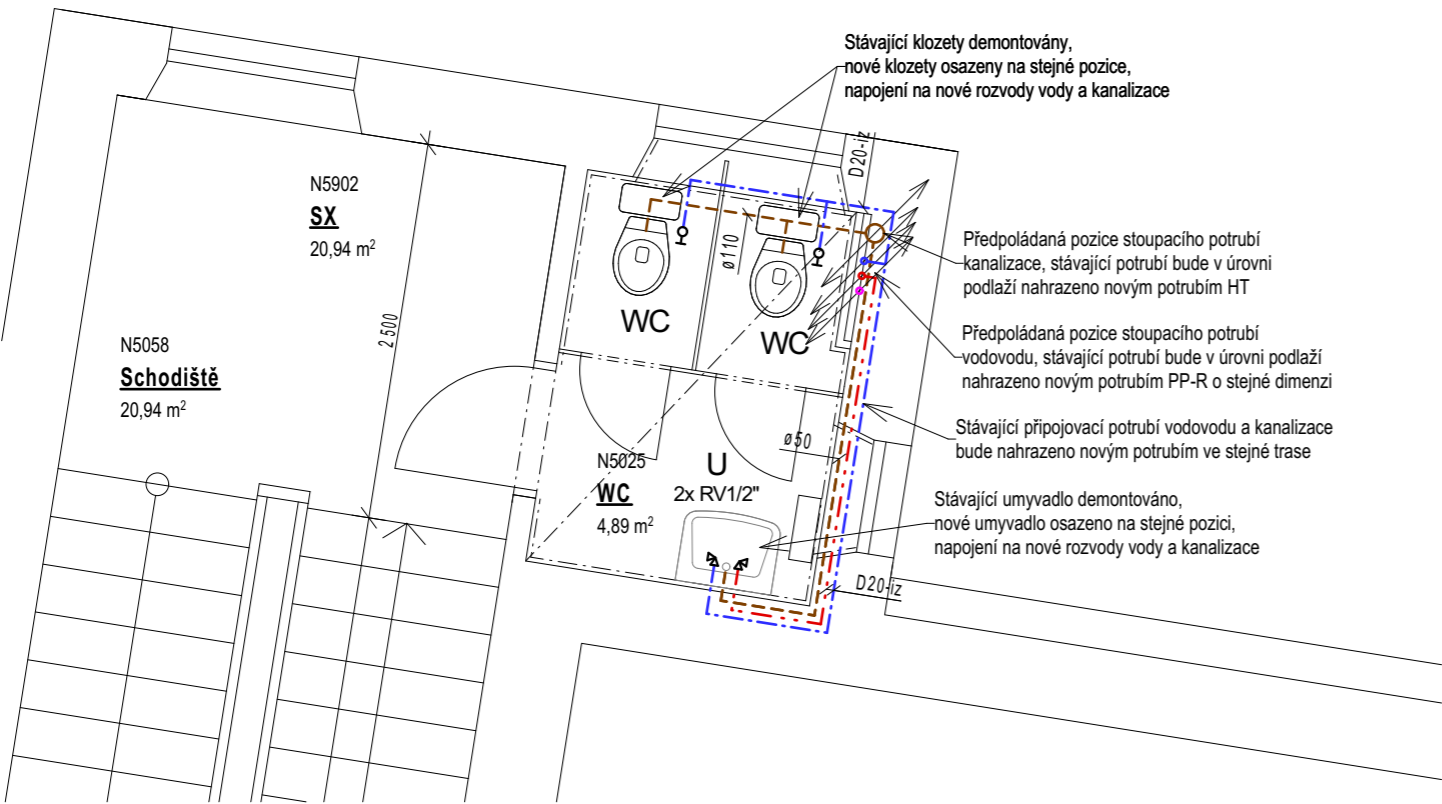 Stávající klozety demontovány,
nové klozety osazeny na stejné pozice,
napojení na nové rozvody vody a kanalizace
D20-iz
N5902
SX
20,94 m²
ø110
Předpoládaná pozice stoupacího potrubí
kanalizace, stávající potrubí bude v úrovni
podlaží nahrazeno novým potrubím HT
2 500
WC
WC
Předpoládaná pozice stoupacího potrubí
vodovodu, stávající potrubí bude v úrovni podlaží
nahrazeno novým potrubím PP-R o stejné dimenzi
N5058
Schodiště
20,94 m²
Stávající připojovací potrubí vodovodu a kanalizace
bude nahrazeno novým potrubím ve stejné trase
ø50
N5025
WC
4,89 m²
U
2x RV1/2"
Stávající umyvadlo demontováno,
nové umyvadlo osazeno na stejné pozici,
napojení na nové rozvody vody a kanalizace
D20-iz